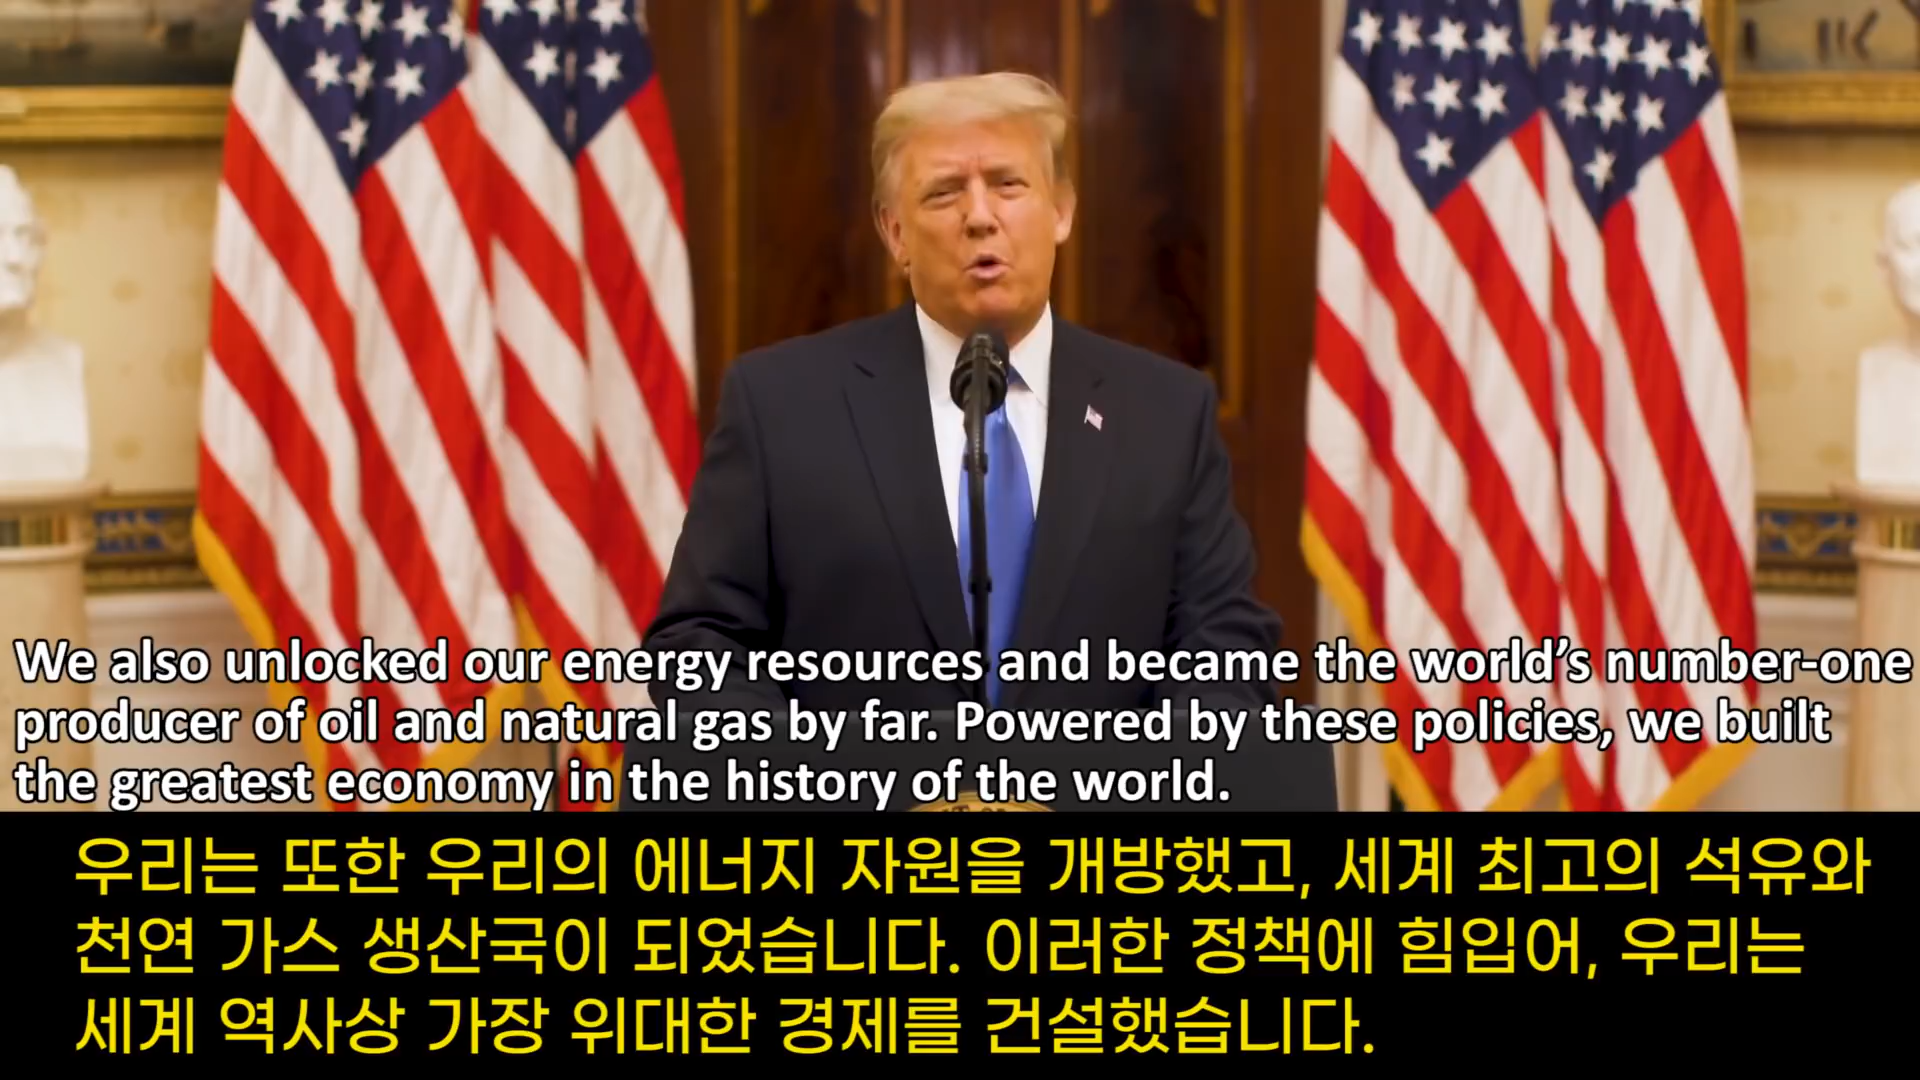 We also unlocked our energy resources and became the world's number-one
producer of oil and natural gas by far. Powered by these policies, we built
the greatest economy in the history of the world.
우리는 또한 우리의 에너지 자원을 개방했고, 세계 최고의 석유와
천연 가스 생산국이 되었습니다. 이러한 정책에 힘입어, 우리는
세계 역사상 가장 위대한 경제를 건설했습니다.